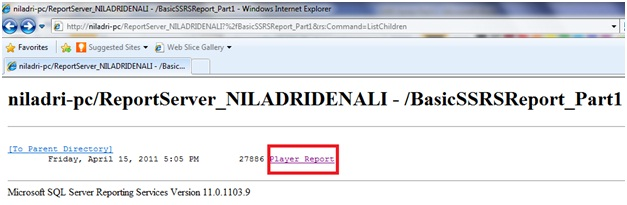 niladri-pc/ReportServer_NILADRIDENALI - /BasicSSRSReport_Part1 - Windows Internet Explorer
http://niladri-pc/ReportServer_NILADRIDENALI?%2fBasicSSRSReport_Part1&rs:Command=ListChildren
Favorites Suggested Sites Web Slice Gallery
niladri-pc/ReportServer_NILADRIDENALI - /Basic...
niladri-pc/ReportServer_NILADRIDENALI - /BasicSSRSReport_Part1
[To Parent Directory]
Friday, April 15, 2011 5:05 PM 27886 Player Report
Microsoft SQL Server Reporting Services Version 11.0.1103.9